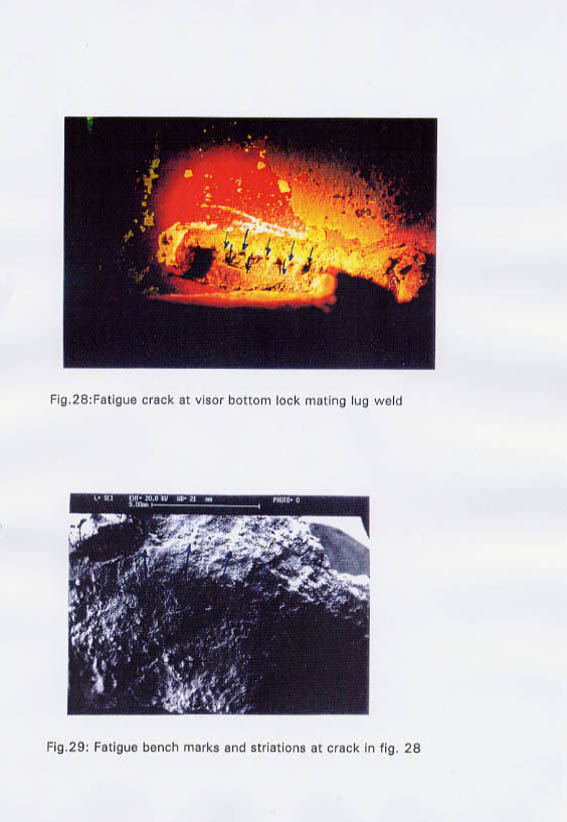 Fig.28:Fatigue crack at visor bottom lock mating lug weld
L= SE1 EHT= 20.0 KV WD= 21 mm PHOTO= 0
5.00mm
Fig.29: Fatigue bench marks and striations at crack in fig. 28